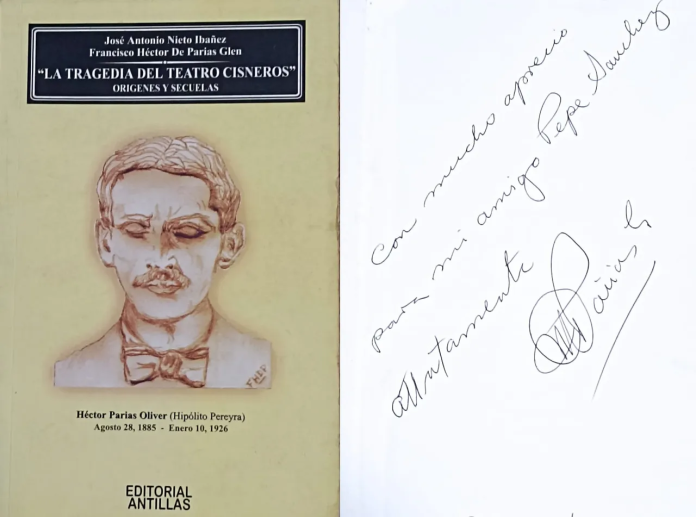 José Antonio Nieto Ibañez
Francisco Héctor De Parias Glen
“LA TRAGEDIA DEL TEATRO CISNEROS”
ORIGENES Y SECUELAS
Héctor Parias Oliver (Hipólito Pereyra)
Agosto 28, 1885 - Enero 10, 1926
EDITORIAL
ANTILLAS
con mucho aprecio
para mi amigo Pepe Sanchez
attntamente